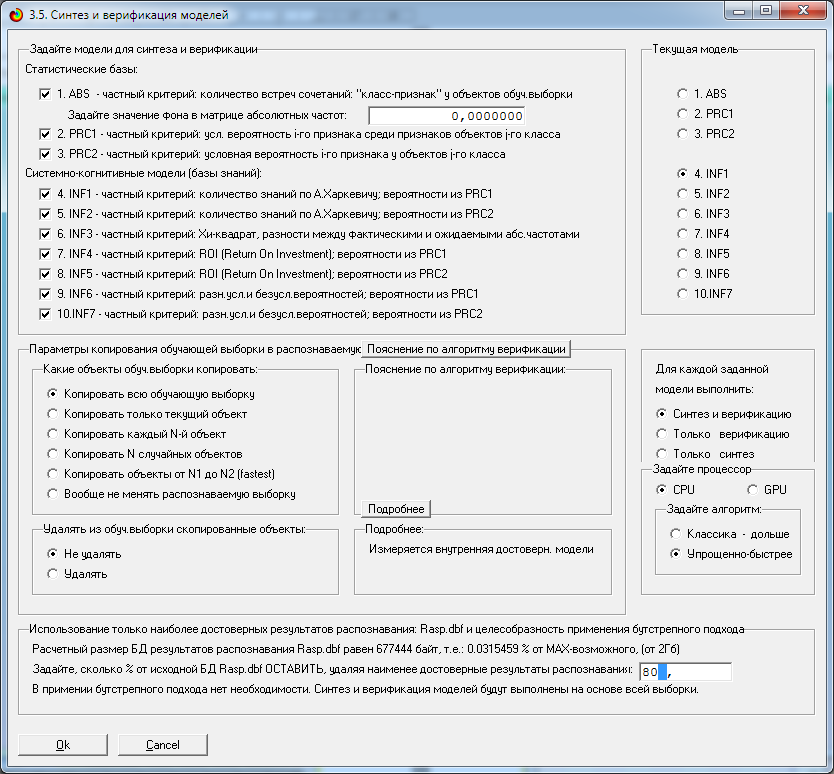 3.5. Синтез и верификация моделей
Задайте модели для синтеза и верификации
Статистические базы:
1. ABS - частный критерий: количество встреч сочетаний: "класс-признак" у объектов обуч.выборки
Задайте значение фона в матрице абсолютных частот:
0,0000000
2. PRC1 - частный критерий: усл. вероятность i-го признака среди признаков объектов j-го класса
3. PRC2 - частный критерий: условная вероятность i-го признака у объектов j-го класса
Системно-когнитивные модели (базы знаний):
4. INF1 - частный критерий: количество знаний по А.Харкевичу; вероятности из PRC1
5. INF2 - частный критерий: количество знаний по А.Харкевичу; вероятности из PRC2
6. INF3 - частный критерий: Хи-квадрат, разности между фактическими и ожидаемыми абс.частотами
7. INF4 - частный критерий: ROI (Return On Investment); вероятности из PRC1
8. INF5 - частный критерий: ROI (Return On Investment); вероятности из PRC2
9. INF6 - частный критерий: разн.усл.и безусл.вероятностей; вероятности из PRC1
10.INF7 - частный критерий: разн.усл.и безусл.вероятностей; вероятности из PRC2
Текущая модель
1. ABS
2. PRC1
3. PRC2
4. INF1
5. INF2
6. INF3
7. INF4
8. INF5
9. INF6
10.INF7
Параметры копирования обучающей выборки в распознаваемую
Пояснение по алгоритму верификации
Какие объекты обуч.выборки копировать:
Копировать всю обучающую выборку
Копировать только текущий объект
Копировать каждый N-й объект
Копировать N случайных объектов
Копировать объекты от N1 до N2 (fastest)
Вообще не менять распознаваемую выборку
Пояснение по алгоритму верификации:
Подробнее
Удалять из обуч.выборки скопированные объекты:
Не удалять
Удалять
Подробнее:
Измеряется внутренняя достоверн. модели
Для каждой заданной
модели выполнить:
Синтез и верификацию
Только верификацию
Только синтез
Задайте процессор
CPU
GPU
Задайте алгоритм:
Классика - дольше
Упрощенно-быстрее
Использование только наиболее достоверных результатов распознавания: Rasp.dbf и целесобразность применения бутстрепного подхода
Расчетный размер БД результатов распознавания Rasp.dbf равен 677444 байт, т.е.: 0.0315459 % от MAX-возможного, (от 2Гб)
Задайте, сколько % от исходной БД Rasp.dbf ОСТАВИТЬ, удаляя наименее достоверные результаты распознавания:
80 ,
В примении бутстрепного подхода нет необходимости. Синтез и верификация моделей будут выполнены на основе всей выборки.
Ok
Cancel